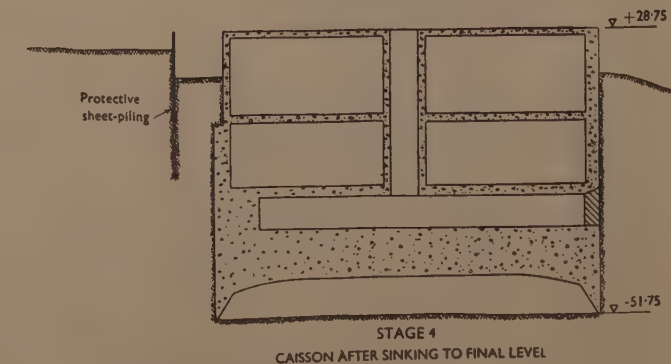 +28·75
Protective
sheet-piling
-51·75
STAGE 4
CAISSON AFTER SINKING TO FINAL LEVEL